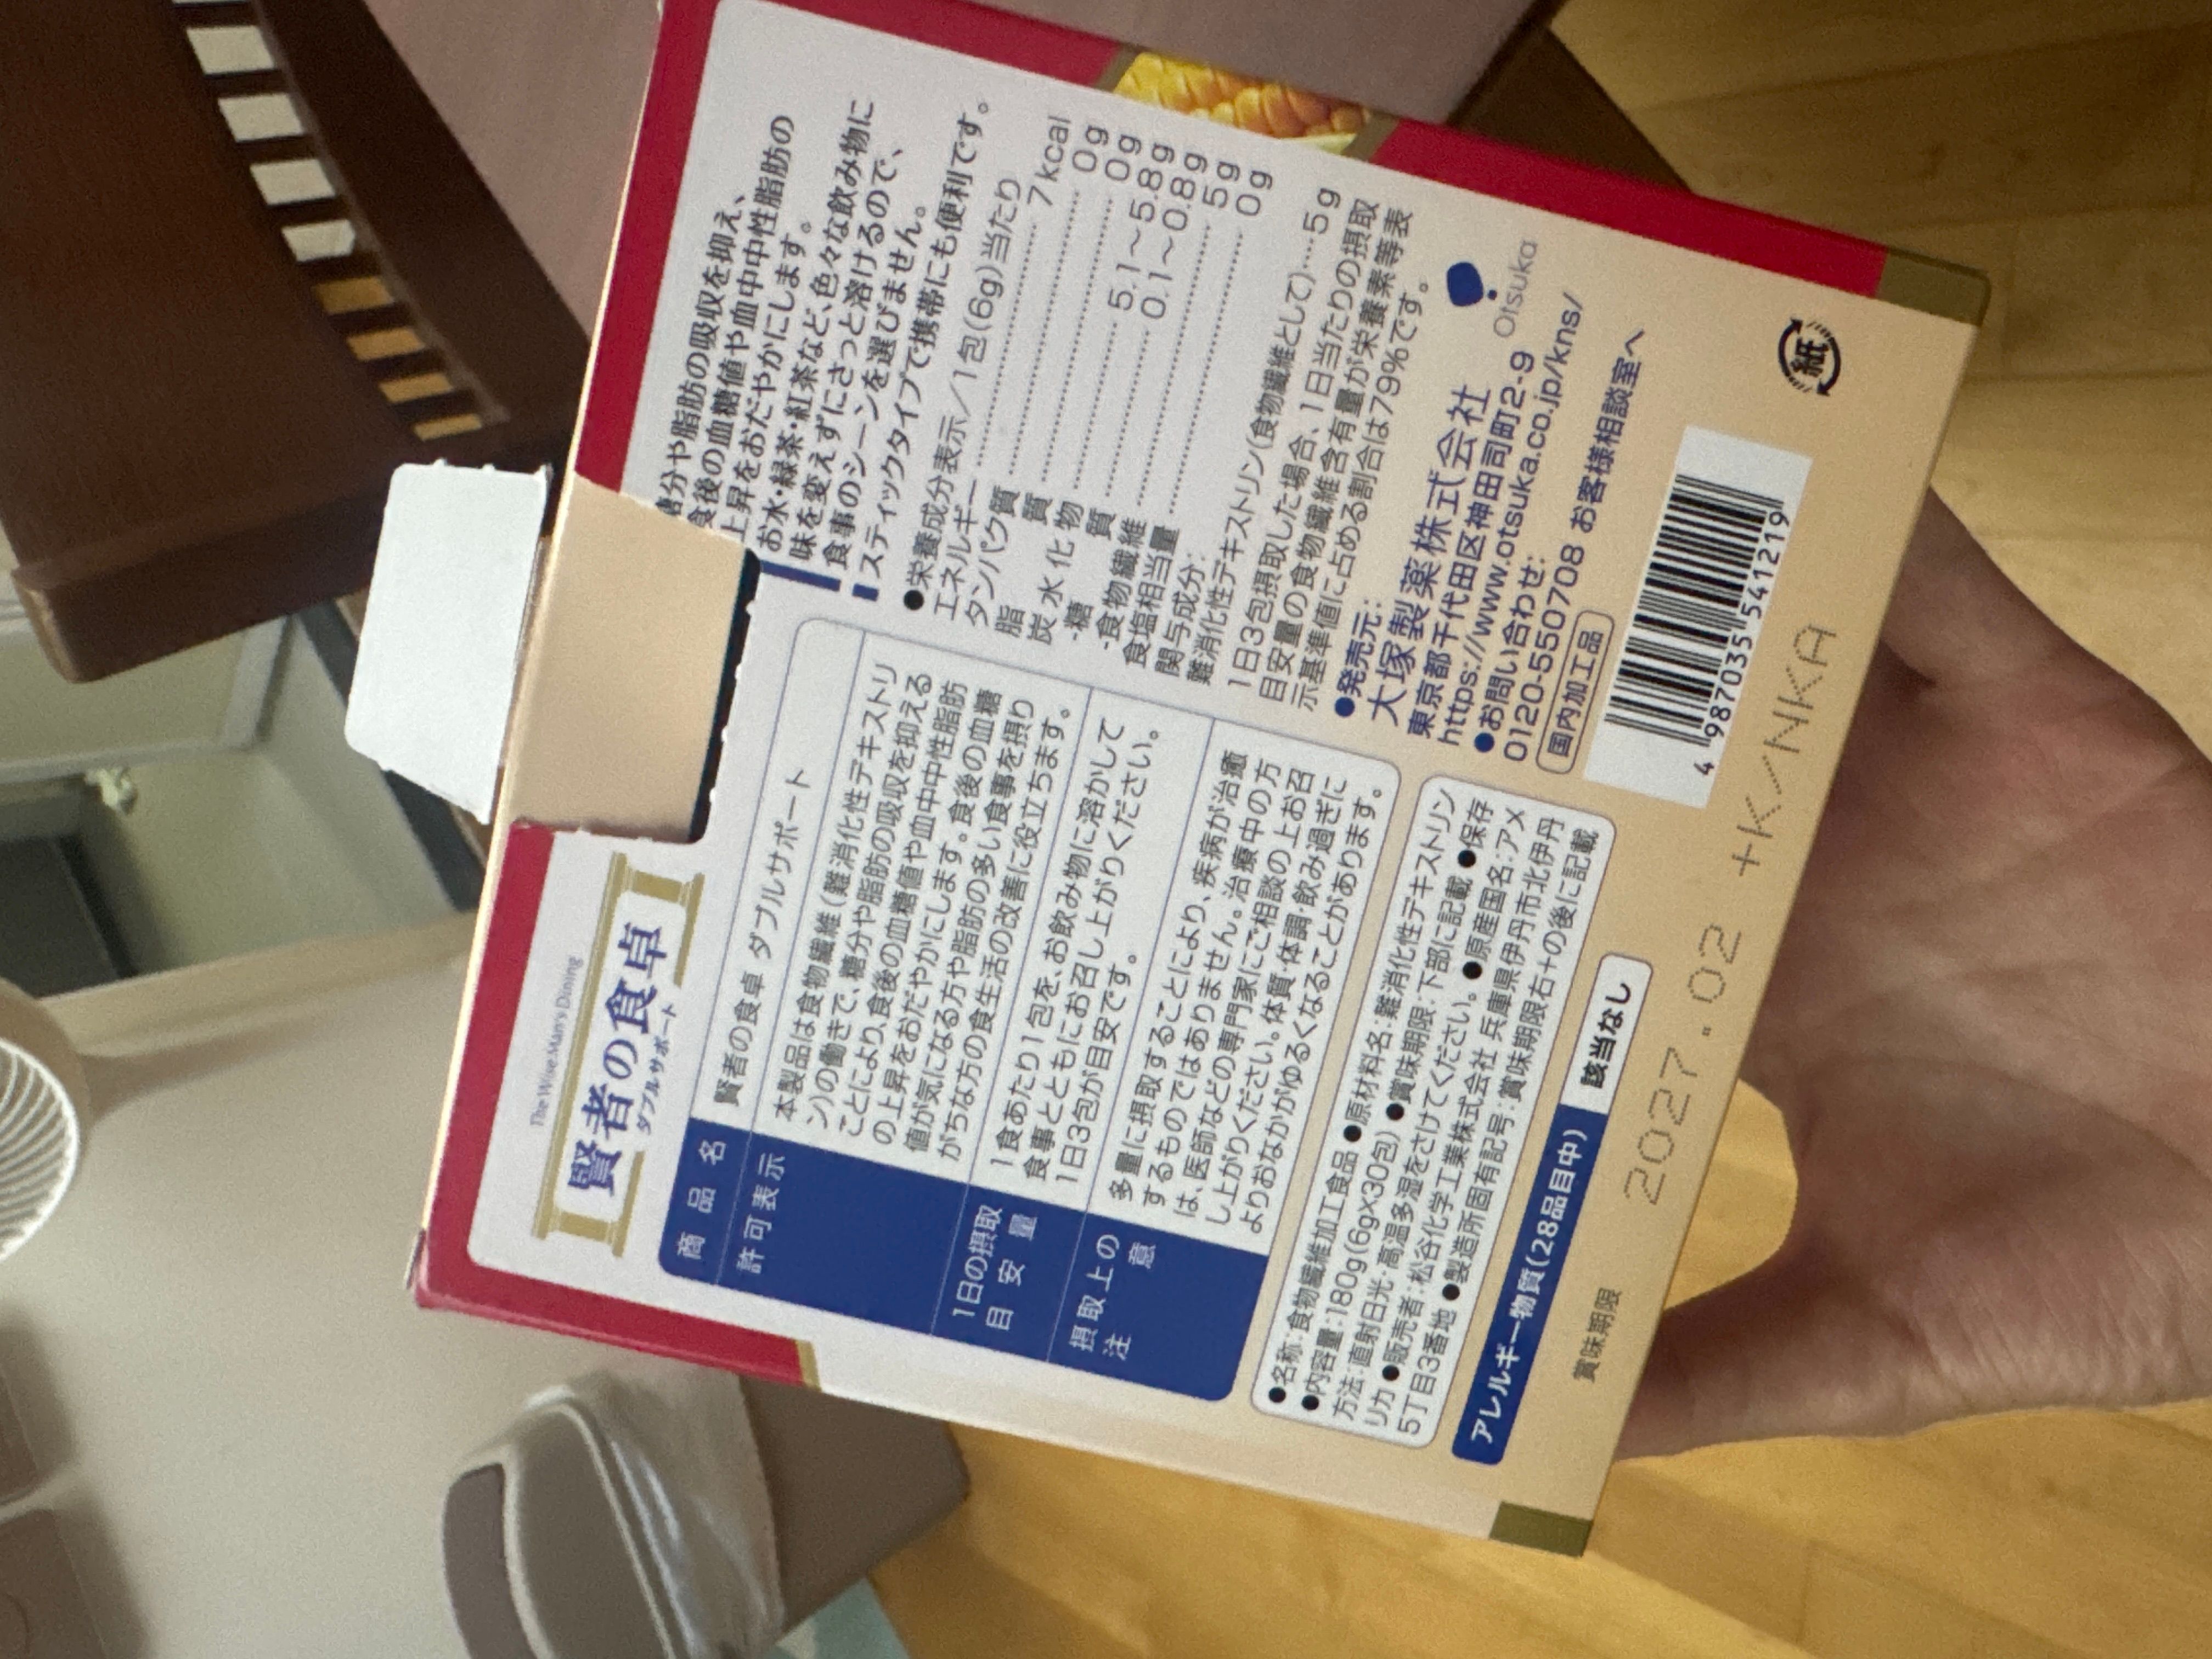 The Wise Man's Dining
賢者の食卓
ダブルサポート
商品名 賢者の食卓 ダブルサポート
許可表示 本製品は食物繊維(難消化性デキストリ
ン)の働きで、糖分や脂肪の吸収を抑える
ことにより、食後の血糖値や血中中性脂肪
の上昇をおだやかにします。食後の血糖
値が気になる方や脂肪の多い食事を摂り
がちな方の食生活の改善に役立ちます。
1日の摂取目安量
1食あたり1包を、お飲み物に溶かして
食事とともにお召し上がりください。
1日3包が目安です。
摂取上の注意
多量に摂取することにより、疾病が治癒
するものではありません。治療中の方
は、医師などの専門家にご相談の上お召
し上がりください。体質・体調・飲み過ぎに
よりおなかがゆるくなることがあります。
●名称:食物繊維加工食品 ●原材料名:難消化性デキストリン
●内容量:180g(6g×30包) ●賞味期限:下部に記載 ●保存
方法:直射日光・高温多湿をさけてください。 ●原産国名:アメ
リカ ●販売者:松谷化学工業株式会社 兵庫県伊丹市北伊丹
5丁目3番地 ●製造所固有記号:賞味期限右+の後に記載
アレルギー物質(28品目中) 該当なし
賞味期限 2027.02 +K/NKA
糖分や脂肪の吸収を抑え、
食後の血糖値や血中中性脂肪の
上昇をおだやかにします。
お水・緑茶・紅茶など、色々な飲み物に
味を変えずにさっと溶けるので、
食事のシーンを選びません。
スティックタイプで携帯にも便利です。
●栄養成分表示/1包(6g)当たり
エネルギー 7kcal
タンパク質 0g
脂質 0g
炭水化物 5.1〜5.8g
-糖質 0.1〜0.8g
-食物繊維 5g
食塩相当量 0g
関与成分:
難消化性デキストリン(食物繊維として)…5g
1日3包摂取した場合、1日当たりの摂取
目安量の食物繊維含有量が栄養素等表
示基準値に占める割合は79%です。
●発売元:
大塚製薬株式会社
東京都千代田区神田司町2-9
https://www.otsuka.co.jp/kns/
●お問い合わせ:
0120-550708 お客様相談室へ
Otsuka
国内加工品
4 987035 541219
紙